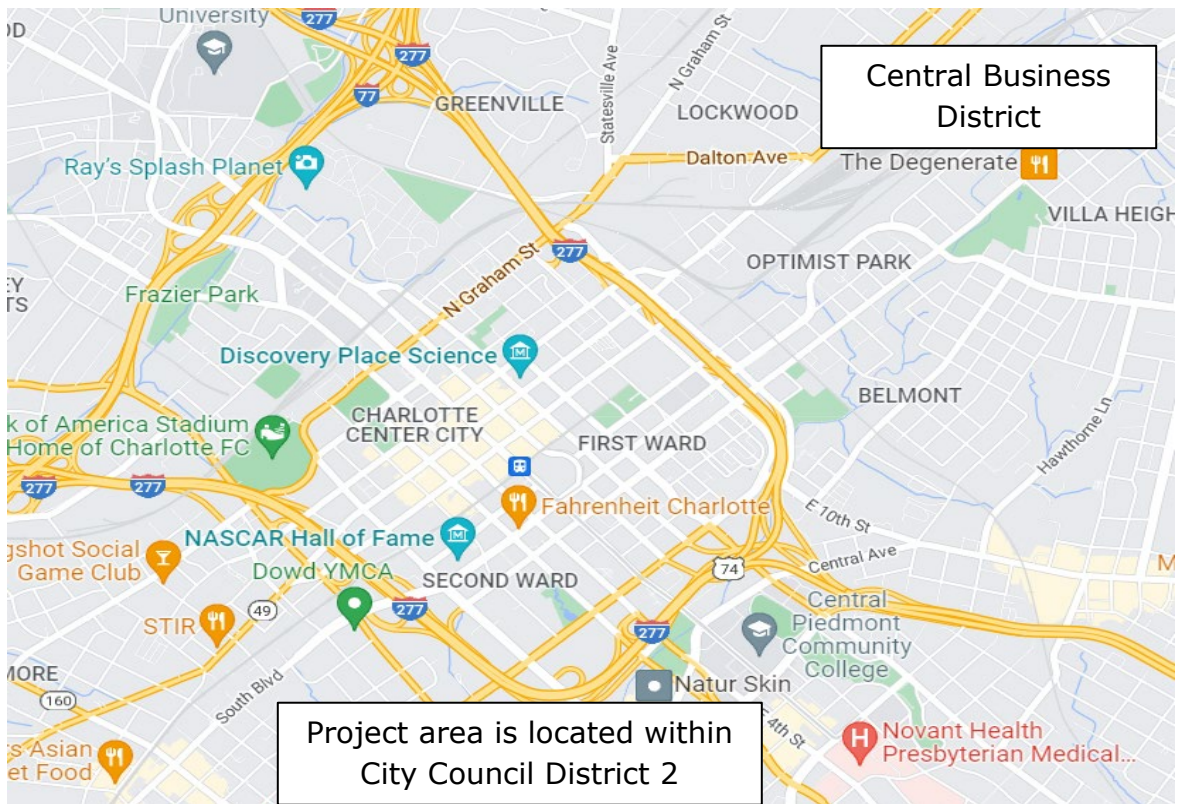 University
277
277
77
GREENVILLE
Statesville Ave
N Graham St
LOCKWOOD
Central Business
District
Ray's Splash Planet
Dalton Ave
The Degenerate
VILLA HEIGH
277
OPTIMIST PARK
N Graham St
Frazier Park
Discovery Place Science
BELMONT
CHARLOTTE
CENTER CITY
FIRST WARD
Hawthorne Ln
k of America Stadium
Home of Charlotte FC
277
277
Fahrenheit Charlotte
E 10th St
NASCAR Hall of Fame
gshot Social
Game Club
Dowd YMCA
SECOND WARD
74
Central Ave
M
49
277
STIR
277
Central
Piedmont
Community
College
MORE
160
South Blvd
Natur Skin
E 4th St
Project area is located within
City Council District 2
Novant Health
Presbyterian Medical...
s Asian
et Food